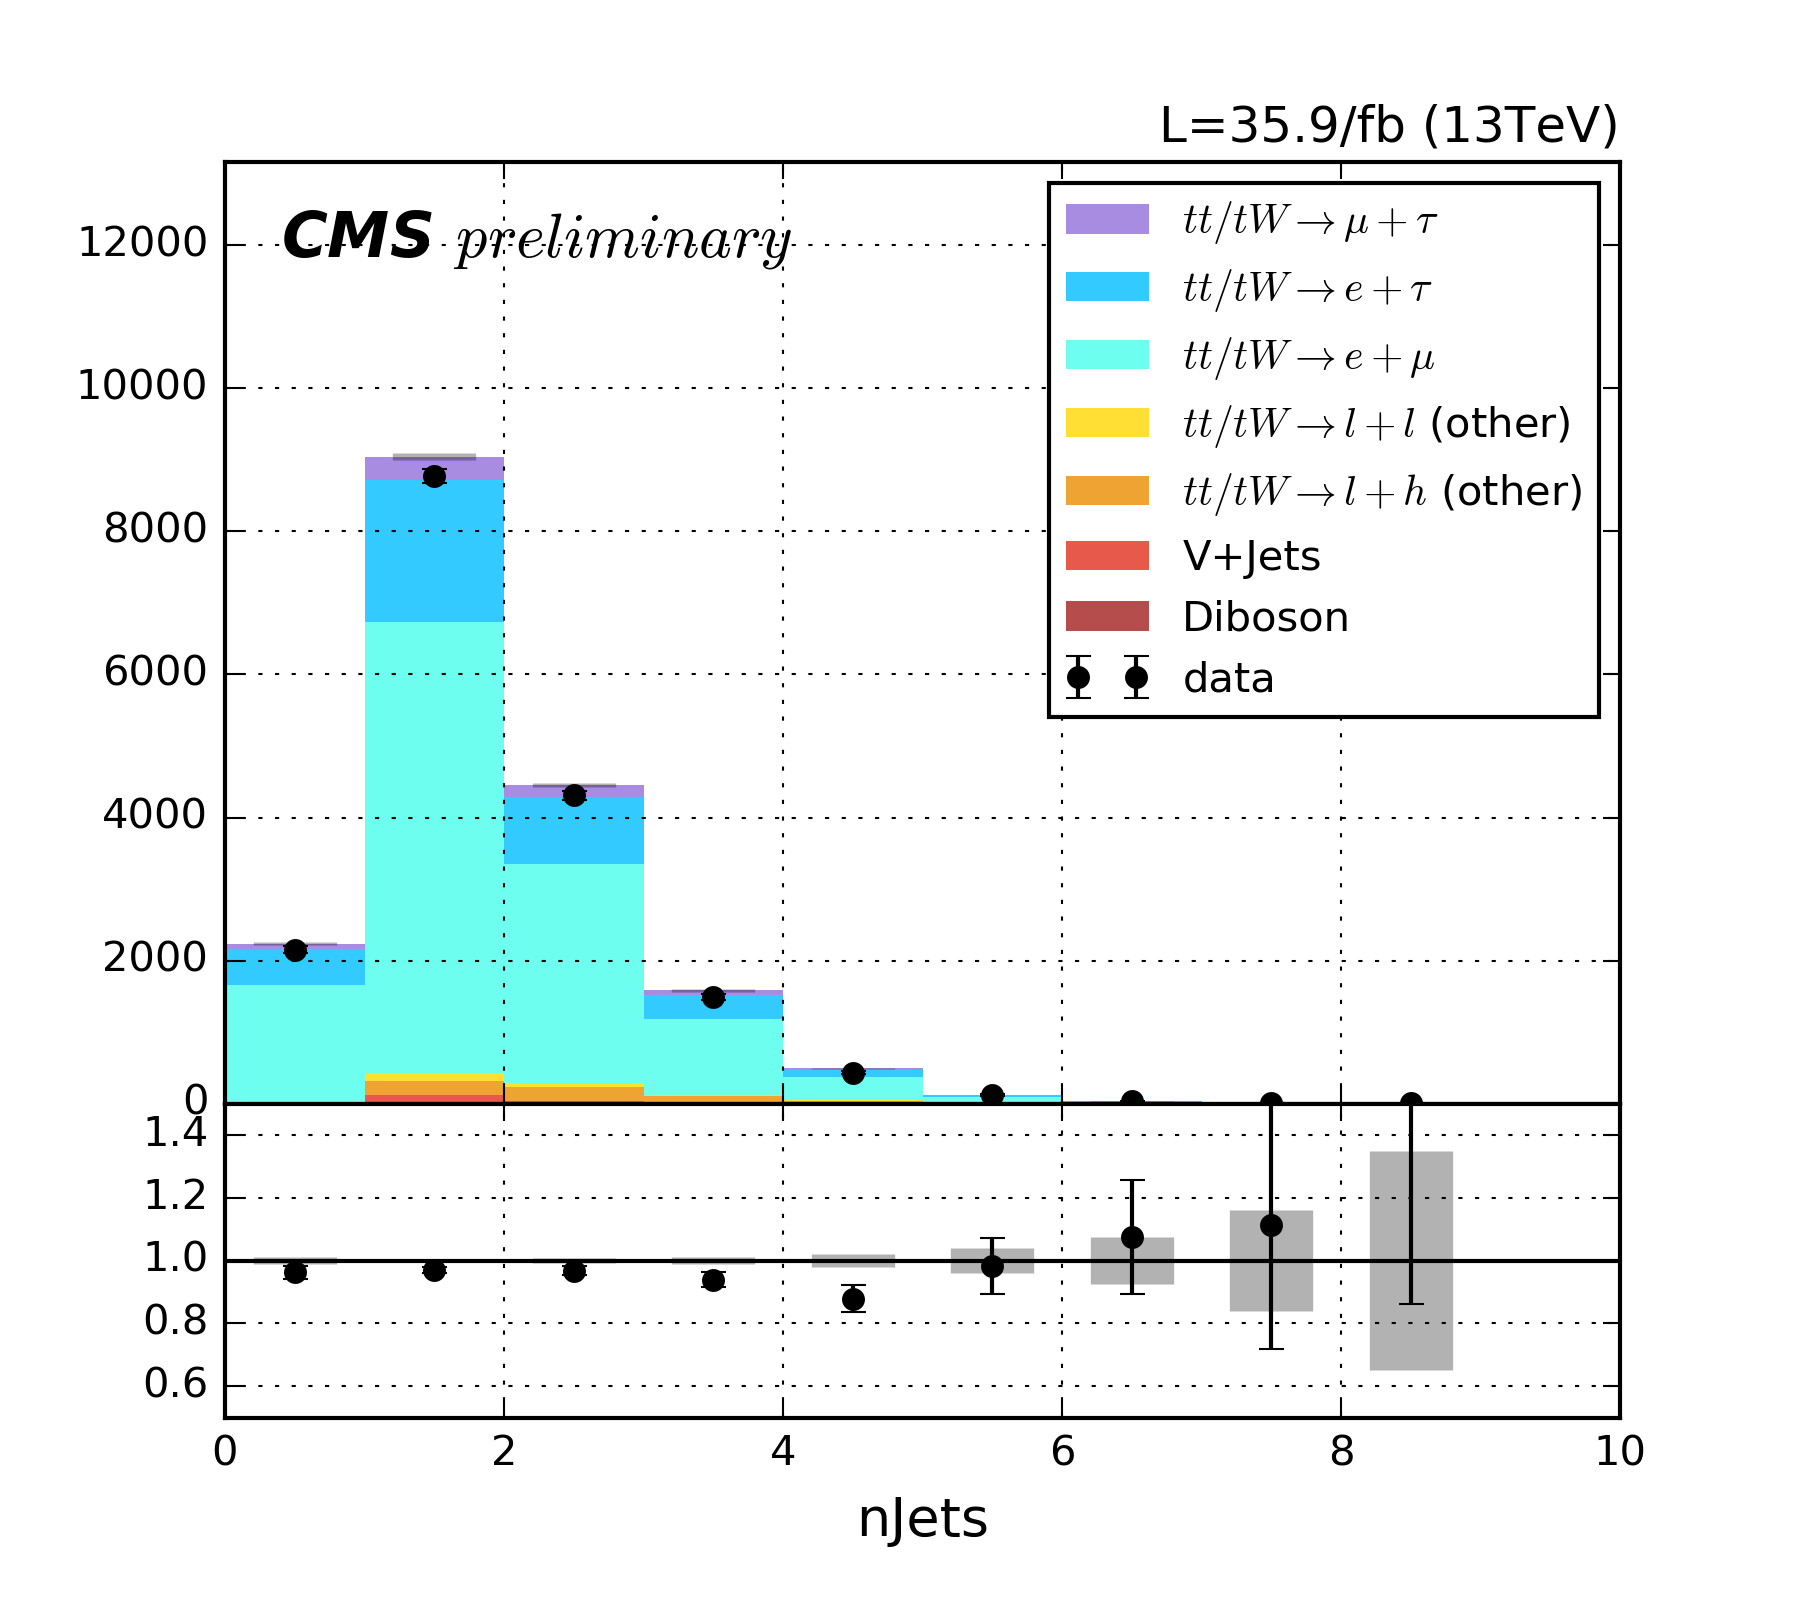 L=35.9/fb (13TeV)
CMS preliminary
12000
10000
8000
6000
4000
2000
0
tt/tW→μ+τ
tt/tW→e+τ
tt/tW→e+μ
tt/tW→l+l (other)
tt/tW→l+h (other)
V+Jets
Diboson
data
1.4
1.2
1.0
0.8
0.6
0 2 4 6 8 10
nJets